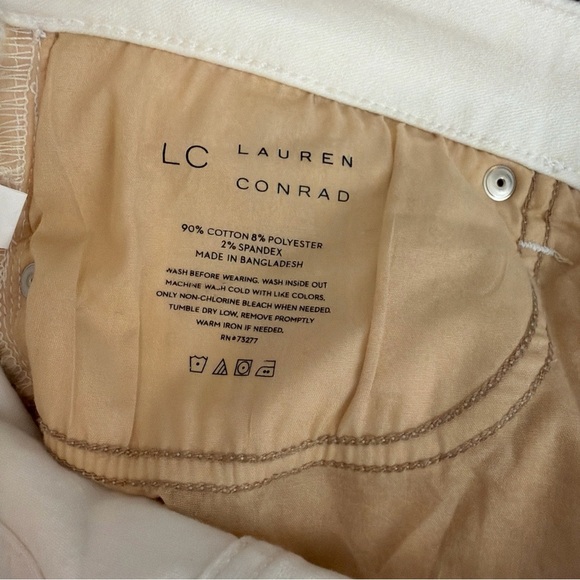 LC LAUREN CONRAD
90% COTTON 8% POLYESTER
2% SPANDEX
MADE IN BANGLADESH
WASH BEFORE WEARING. WASH INSIDE OUT
MACHINE WASH COLD WITH LIKE COLORS,
ONLY NON-CHLORINE BLEACH WHEN NEEDED.
TUMBLE DRY LOW, REMOVE PROMPTLY
WARM IRON IF NEEDED.
RN#73277